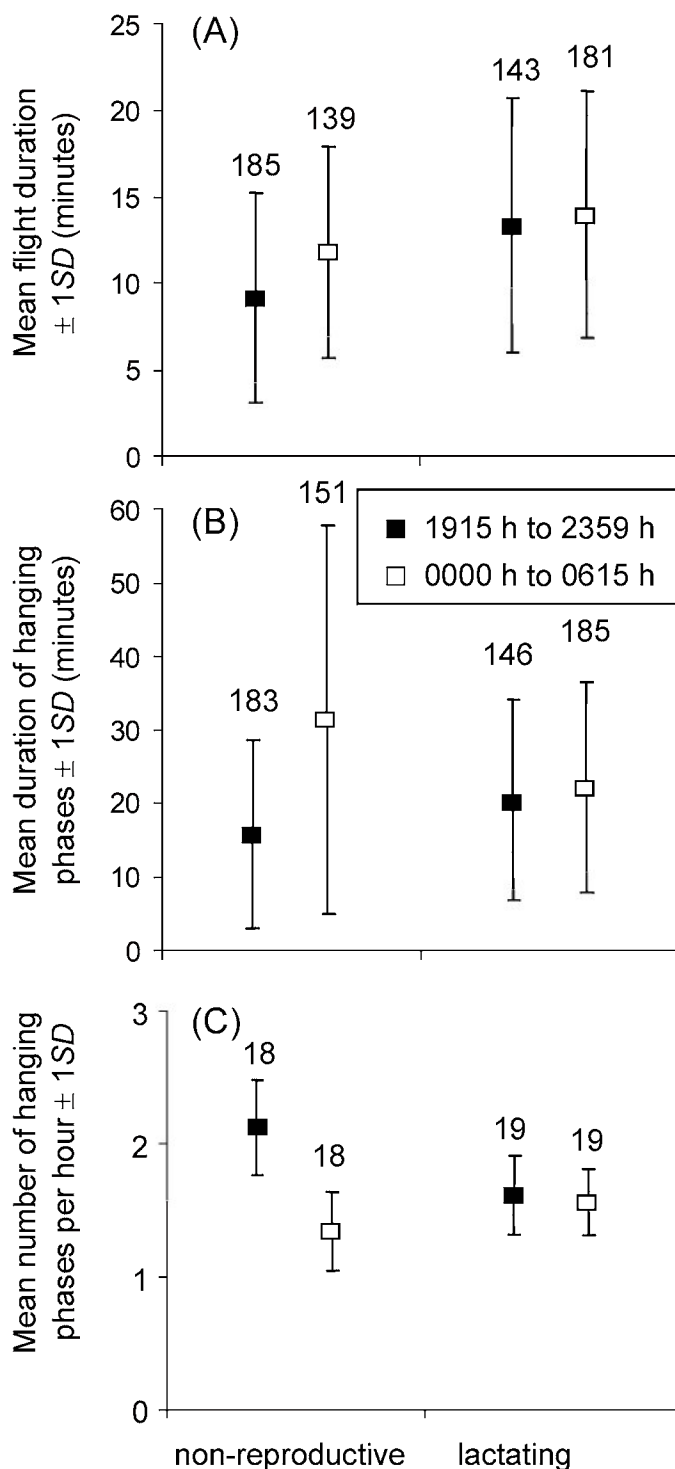 (A)
Mean flight duration
± 1SD (minutes)
25
20
15
10
5
0
185
139
143
181
(B)
Mean duration of hanging
phases ± 1SD (minutes)
60
50
40
30
20
10
0
183
151
146
185
1915 h to 2359 h
0000 h to 0615 h
(C)
Mean number of hanging
phases per hour ± 1SD
3
2
1
0
18
18
19
19
non-reproductive lactating